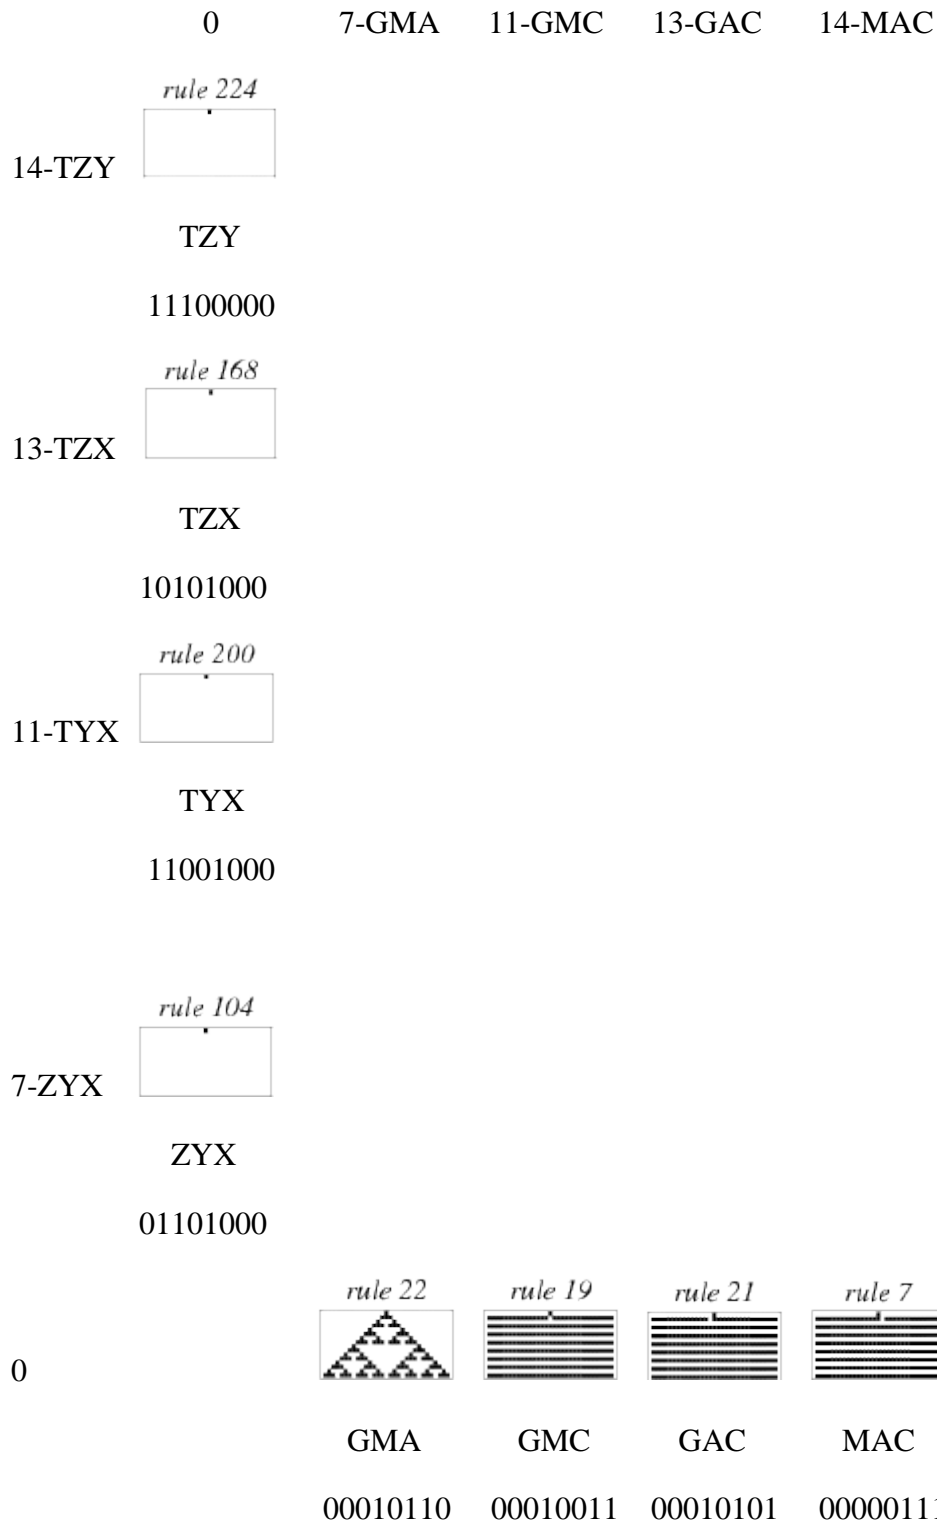 0 7-GMA 11-GMC 13-GAC 14-MAC
rule 224
14-TZY
TZY
11100000
rule 168
13-TZX
TZX
10101000
rule 200
11-TYX
TYX
11001000
rule 104
7-ZYX
ZYX
01101000
rule 22 rule 19 rule 21 rule 7
0
GMA GMC GAC MAC
00010110 00010011 00010101 00000111